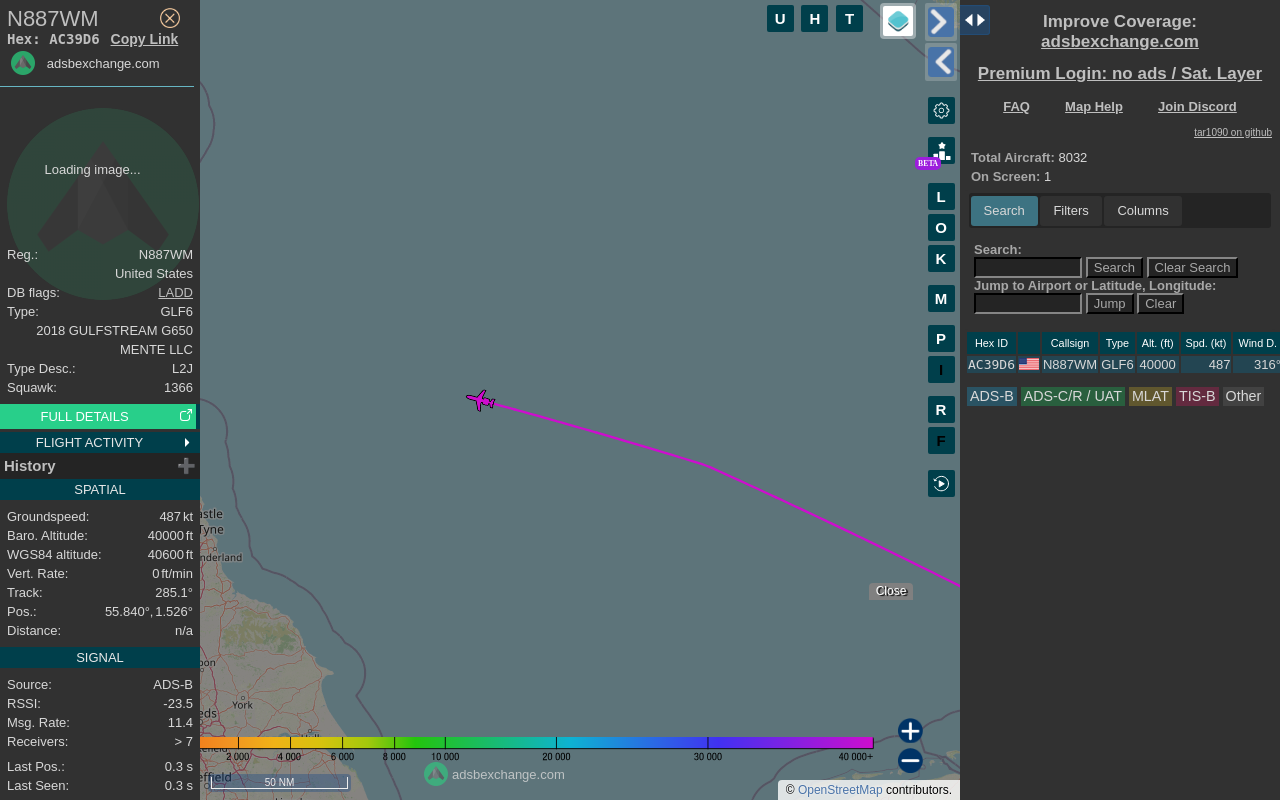 N887WM
Hex: AC39D6 Copy Link
adsbexchange.com
Loading image...
Reg.: N887WM
United States
DB flags: LADD
Type: GLF6
2018 GULFSTREAM G650
MENTE LLC
Type Desc.: L2J
Squawk: 1366
FULL DETAILS
FLIGHT ACTIVITY
History
SPATIAL
Groundspeed: 487 kt
Baro. Altitude: 40000 ft
WGS84 altitude: 40600 ft
Vert. Rate: 0 ft/min
Track: 285.1°
Pos.: 55.840°, 1.526°
Distance: n/a
SIGNAL
Source: ADS-B
RSSI: -23.5
Msg. Rate: 11.4
Receivers: > 7
Last Pos.: 0.3 s
Last Seen: 0.3 s
U H T
BETA
L
O
K
M
P
I
R
F
astle
Tyne
nderland
York
eds
effield
Close
2 000 4 000 6 000 8 000 10 000 20 000 30 000 40 000+
50 NM
adsbexchange.com
© OpenStreetMap contributors.
Improve Coverage:
adsbexchange.com
Premium Login: no ads / Sat. Layer
FAQ Map Help Join Discord
tar1090 on github
Total Aircraft: 8032
On Screen: 1
Search Filters Columns
Search:
Search Clear Search
Jump to Airport or Latitude, Longitude:
Jump Clear
Hex ID Callsign Type Alt. (ft) Spd. (kt) Wind D.
AC39D6 N887WM GLF6 40000 487 316°
ADS-B ADS-C/R / UAT MLAT TIS-B Other